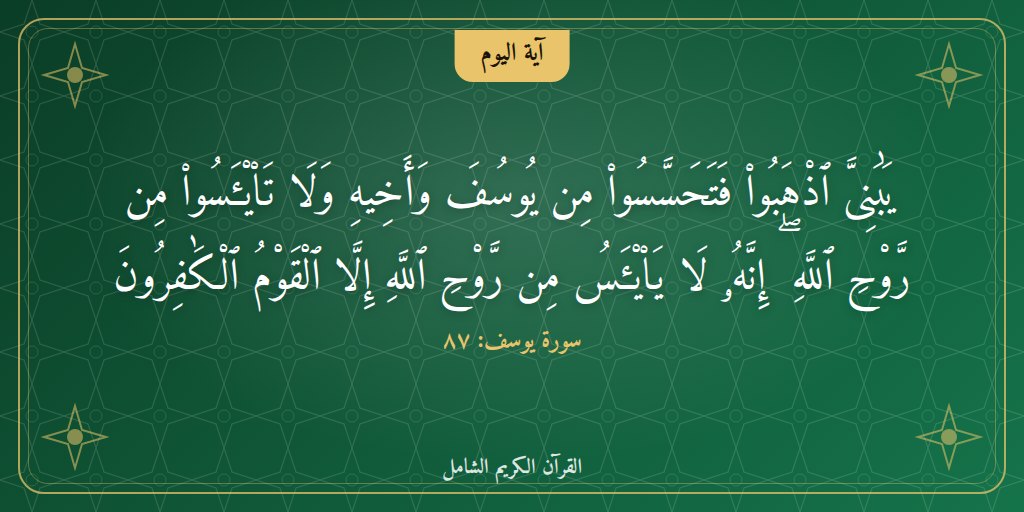 آية اليوم
يَٰبَنِىَّ ٱذْهَبُوا۟ فَتَحَسَّسُوا۟ مِن يُوسُفَ وَأَخِيهِ وَلَا تَا۟يْـَٔسُوا۟ مِن
رَّوْحِ ٱللَّهِ ۖ إِنَّهُۥ لَا يَا۟يْـَٔسُ مِن رَّوْحِ ٱللَّهِ إِلَّا ٱلْقَوْمُ ٱلْكَٰفِرُونَ
سورة يوسف: ٨٧
القرآن الكريم الشامل